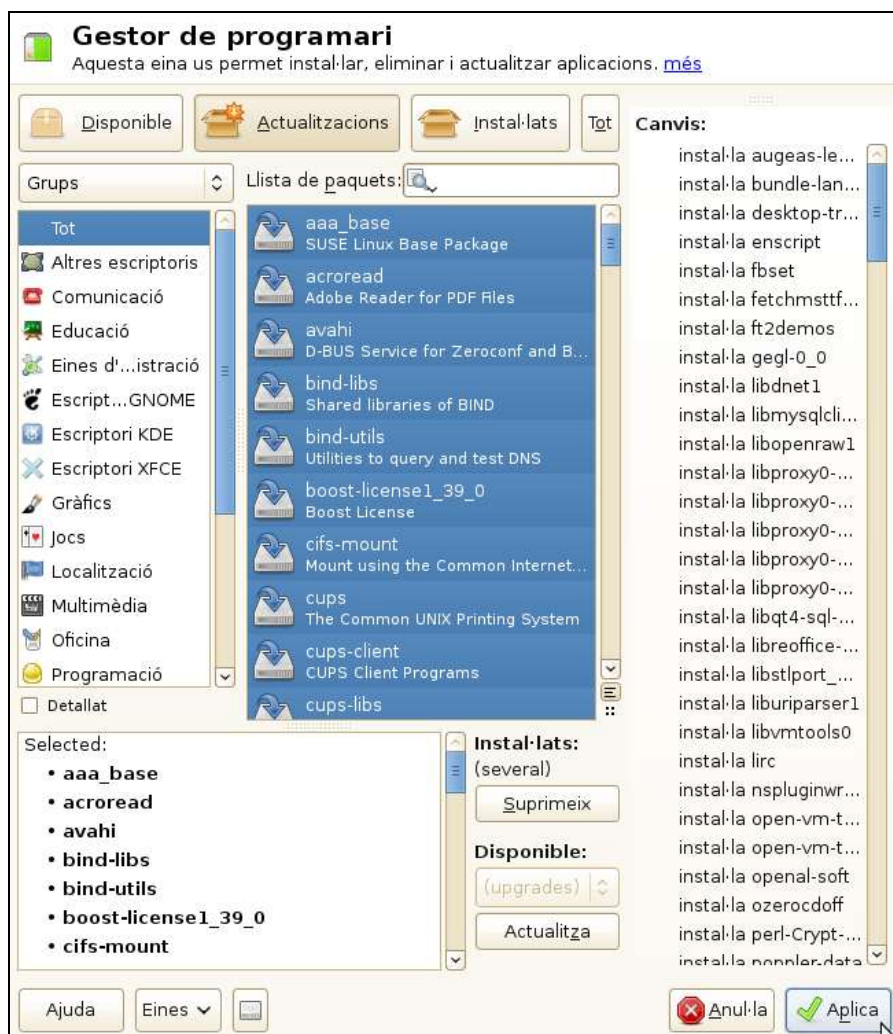 Gestor de programari
Aquesta eina us permet instal·lar, eliminar i actualitzar aplicacions. més
Disponible
Actualitzacions
Instal·lats
Tot
Grups
Llista de paquets:
Tot
Altres escriptoris
Comunicació
Educació
Eines d'...istració
Escript...GNOME
Escriptori KDE
Escriptori XFCE
Gràfics
Jocs
Localització
Multimèdia
Oficina
Programació
Detallat
aaa_base
SUSE Linux Base Package
acroread
Adobe Reader for PDF Files
avahi
D-BUS Service for Zeroconf and B...
bind-libs
Shared libraries of BIND
bind-utils
Utilities to query and test DNS
boost-license1_39_0
Boost License
cifs-mount
Mount using the Common Internet...
cups
The Common UNIX Printing System
cups-client
CUPS Client Programs
cups-libs
Canvis:
instal·la augeas-le...
instal·la bundle-lan...
instal·la desktop-tr...
instal·la enscript
instal·la fbset
instal·la fetchmsttf...
instal·la ft2demos
instal·la gegl-0_0
instal·la libdnet1
instal·la libmysqlcli...
instal·la libopenraw1
instal·la libproxy0-...
instal·la libproxy0-...
instal·la libproxy0-...
instal·la libproxy0-...
instal·la libproxy0-...
instal·la libqt4-sql-...
instal·la libreoffice-...
instal·la libstlport_...
instal·la liburiparser1
instal·la libvmtools0
instal·la lirc
instal·la nspluginwr...
instal·la open-vm-t...
instal·la open-vm-t...
instal·la openal-soft
instal·la ozerocdoff
instal·la perl-Crypt-...
instal·la poppler-data
Selected:
• aaa_base
• acroread
• avahi
• bind-libs
• bind-utils
• boost-license1_39_0
• cifs-mount
Instal·lats:
(several)
Suprimeix
Disponible:
(upgrades)
Actualitza
Ajuda
Eines
Anul·la
Aplica